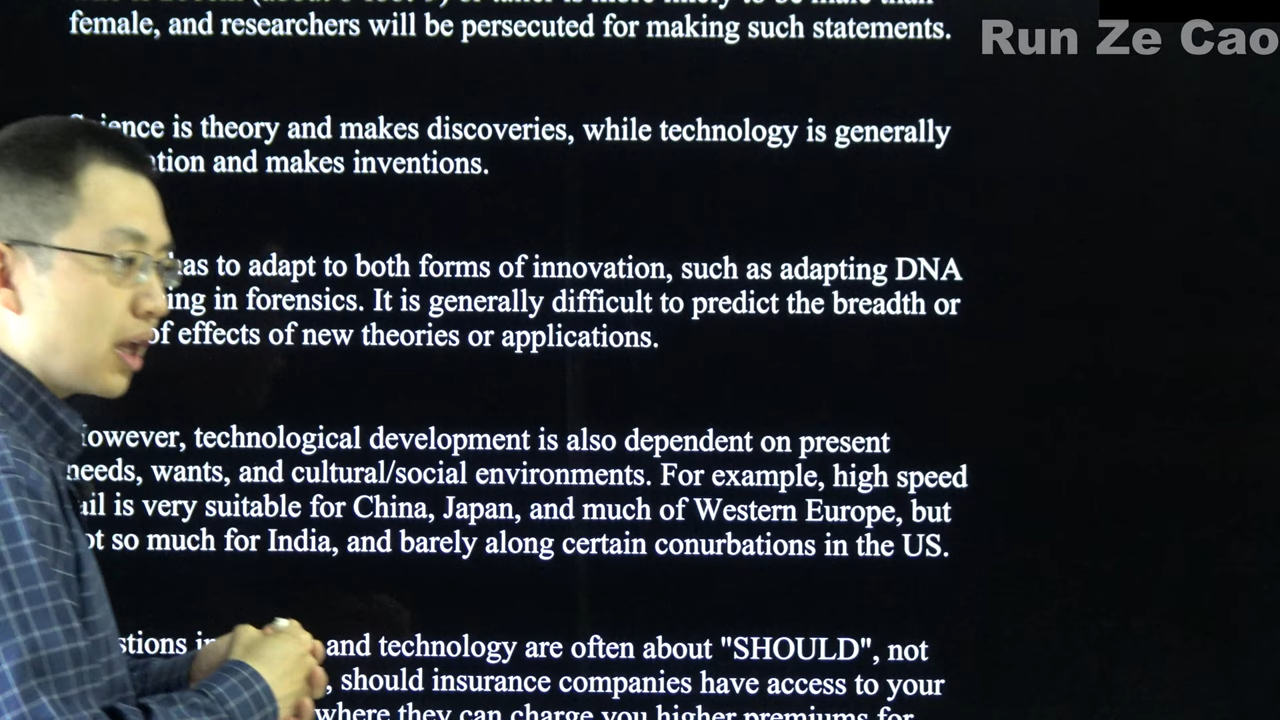 female, and researchers will be persecuted for making such statements.
Run Ze Cao
Science is theory and makes discoveries, while technology is generally
and makes inventions.
has to adapt to both forms of innovation, such as adapting DNA
in forensics. It is generally difficult to predict the breadth or
of effects of new theories or applications.
However, technological development is also dependent on present
needs, wants, and cultural/social environments. For example, high speed
rail is very suitable for China, Japan, and much of Western Europe, but
not so much for India, and barely along certain conurbations in the US.
and technology are often about "SHOULD", not
, should insurance companies have access to your
where they can charge you higher premiums for